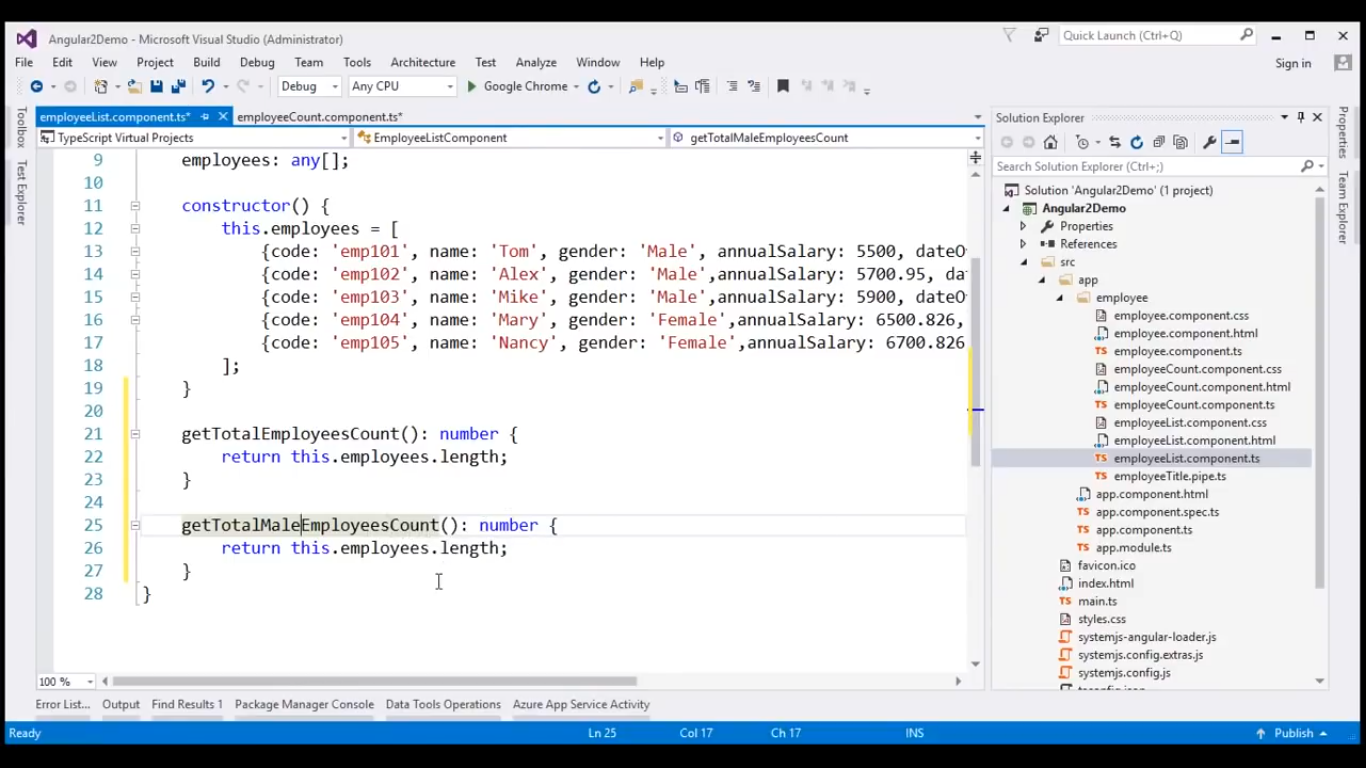 Angular2Demo - Microsoft Visual Studio (Administrator)
Quick Launch (Ctrl+Q)
File Edit View Project Build Debug Team Tools Architecture Test Analyze Window Help
Sign in
Debug Any CPU Google Chrome
Toolbox
Test Explorer
employeeList.component.ts* employeeCount.component.ts*
TypeScript Virtual Projects EmployeeListComponent getTotalMaleEmployeesCount
9 employees: any[];
10
11 constructor() {
12 this.employees = [
13 {code: 'emp101', name: 'Tom', gender: 'Male', annualSalary: 5500, dateO
14 {code: 'emp102', name: 'Alex', gender: 'Male',annualSalary: 5700.95, da
15 {code: 'emp103', name: 'Mike', gender: 'Male',annualSalary: 5900, dateO
16 {code: 'emp104', name: 'Mary', gender: 'Female',annualSalary: 6500.826,
17 {code: 'emp105', name: 'Nancy', gender: 'Female',annualSalary: 6700.826
18 ];
19 }
20
21 getTotalEmployeesCount(): number {
22 return this.employees.length;
23 }
24
25 getTotalMaleEmployeesCount(): number {
26 return this.employees.length;
27 }
28 }
100 %
Solution Explorer
Search Solution Explorer (Ctrl+;)
Solution 'Angular2Demo' (1 project)
Angular2Demo
Properties
References
src
app
employee
employee.component.css
employee.component.html
employee.component.ts
employeeCount.component.css
employeeCount.component.html
employeeCount.component.ts
employeeList.component.css
employeeList.component.html
employeeList.component.ts
employeeTitle.pipe.ts
app.component.html
app.component.spec.ts
app.component.ts
app.module.ts
favicon.ico
index.html
main.ts
styles.css
systemjs-angular-loader.js
systemjs.config.extras.js
systemjs.config.js
tsconfig.json
Properties
Team Explorer
Error List... Output Find Results 1 Package Manager Console Data Tools Operations Azure App Service Activity
Ready Ln 25 Col 17 Ch 17 INS Publish